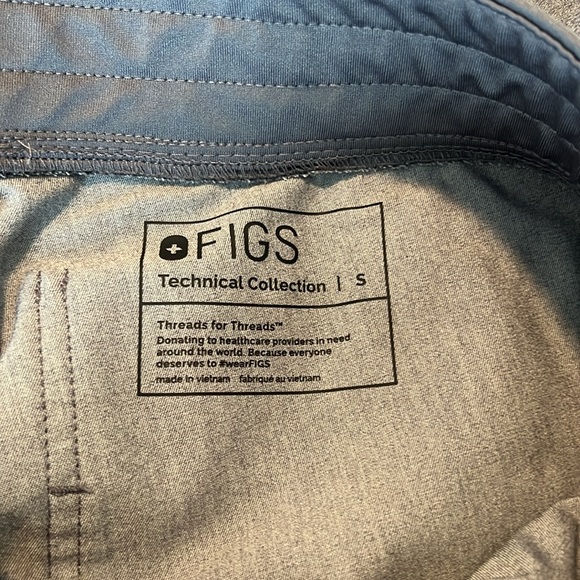 FIGS
Technical Collection | S
Threads for Threads™
Donating to healthcare providers in need
around the world. Because everyone
deserves to #wearFIGS
made in vietnam fabriqué au vietnam